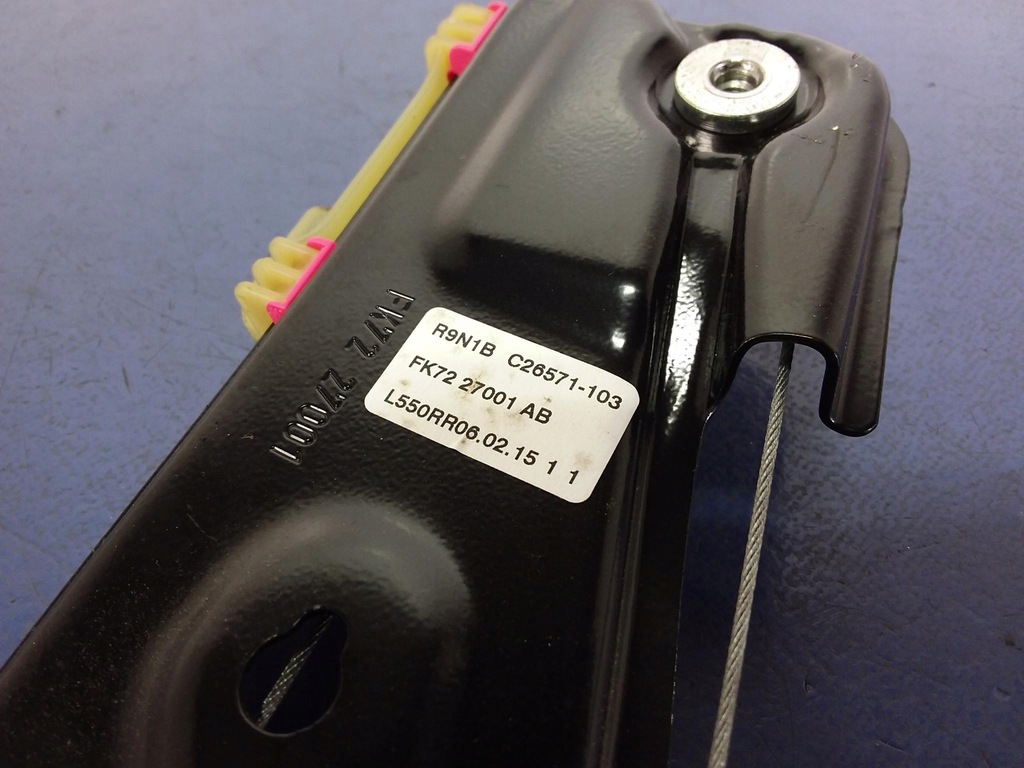 FK72 27001
R9N1B C26571-103
FK72 27001 AB
L550RR06.02.15 1 1